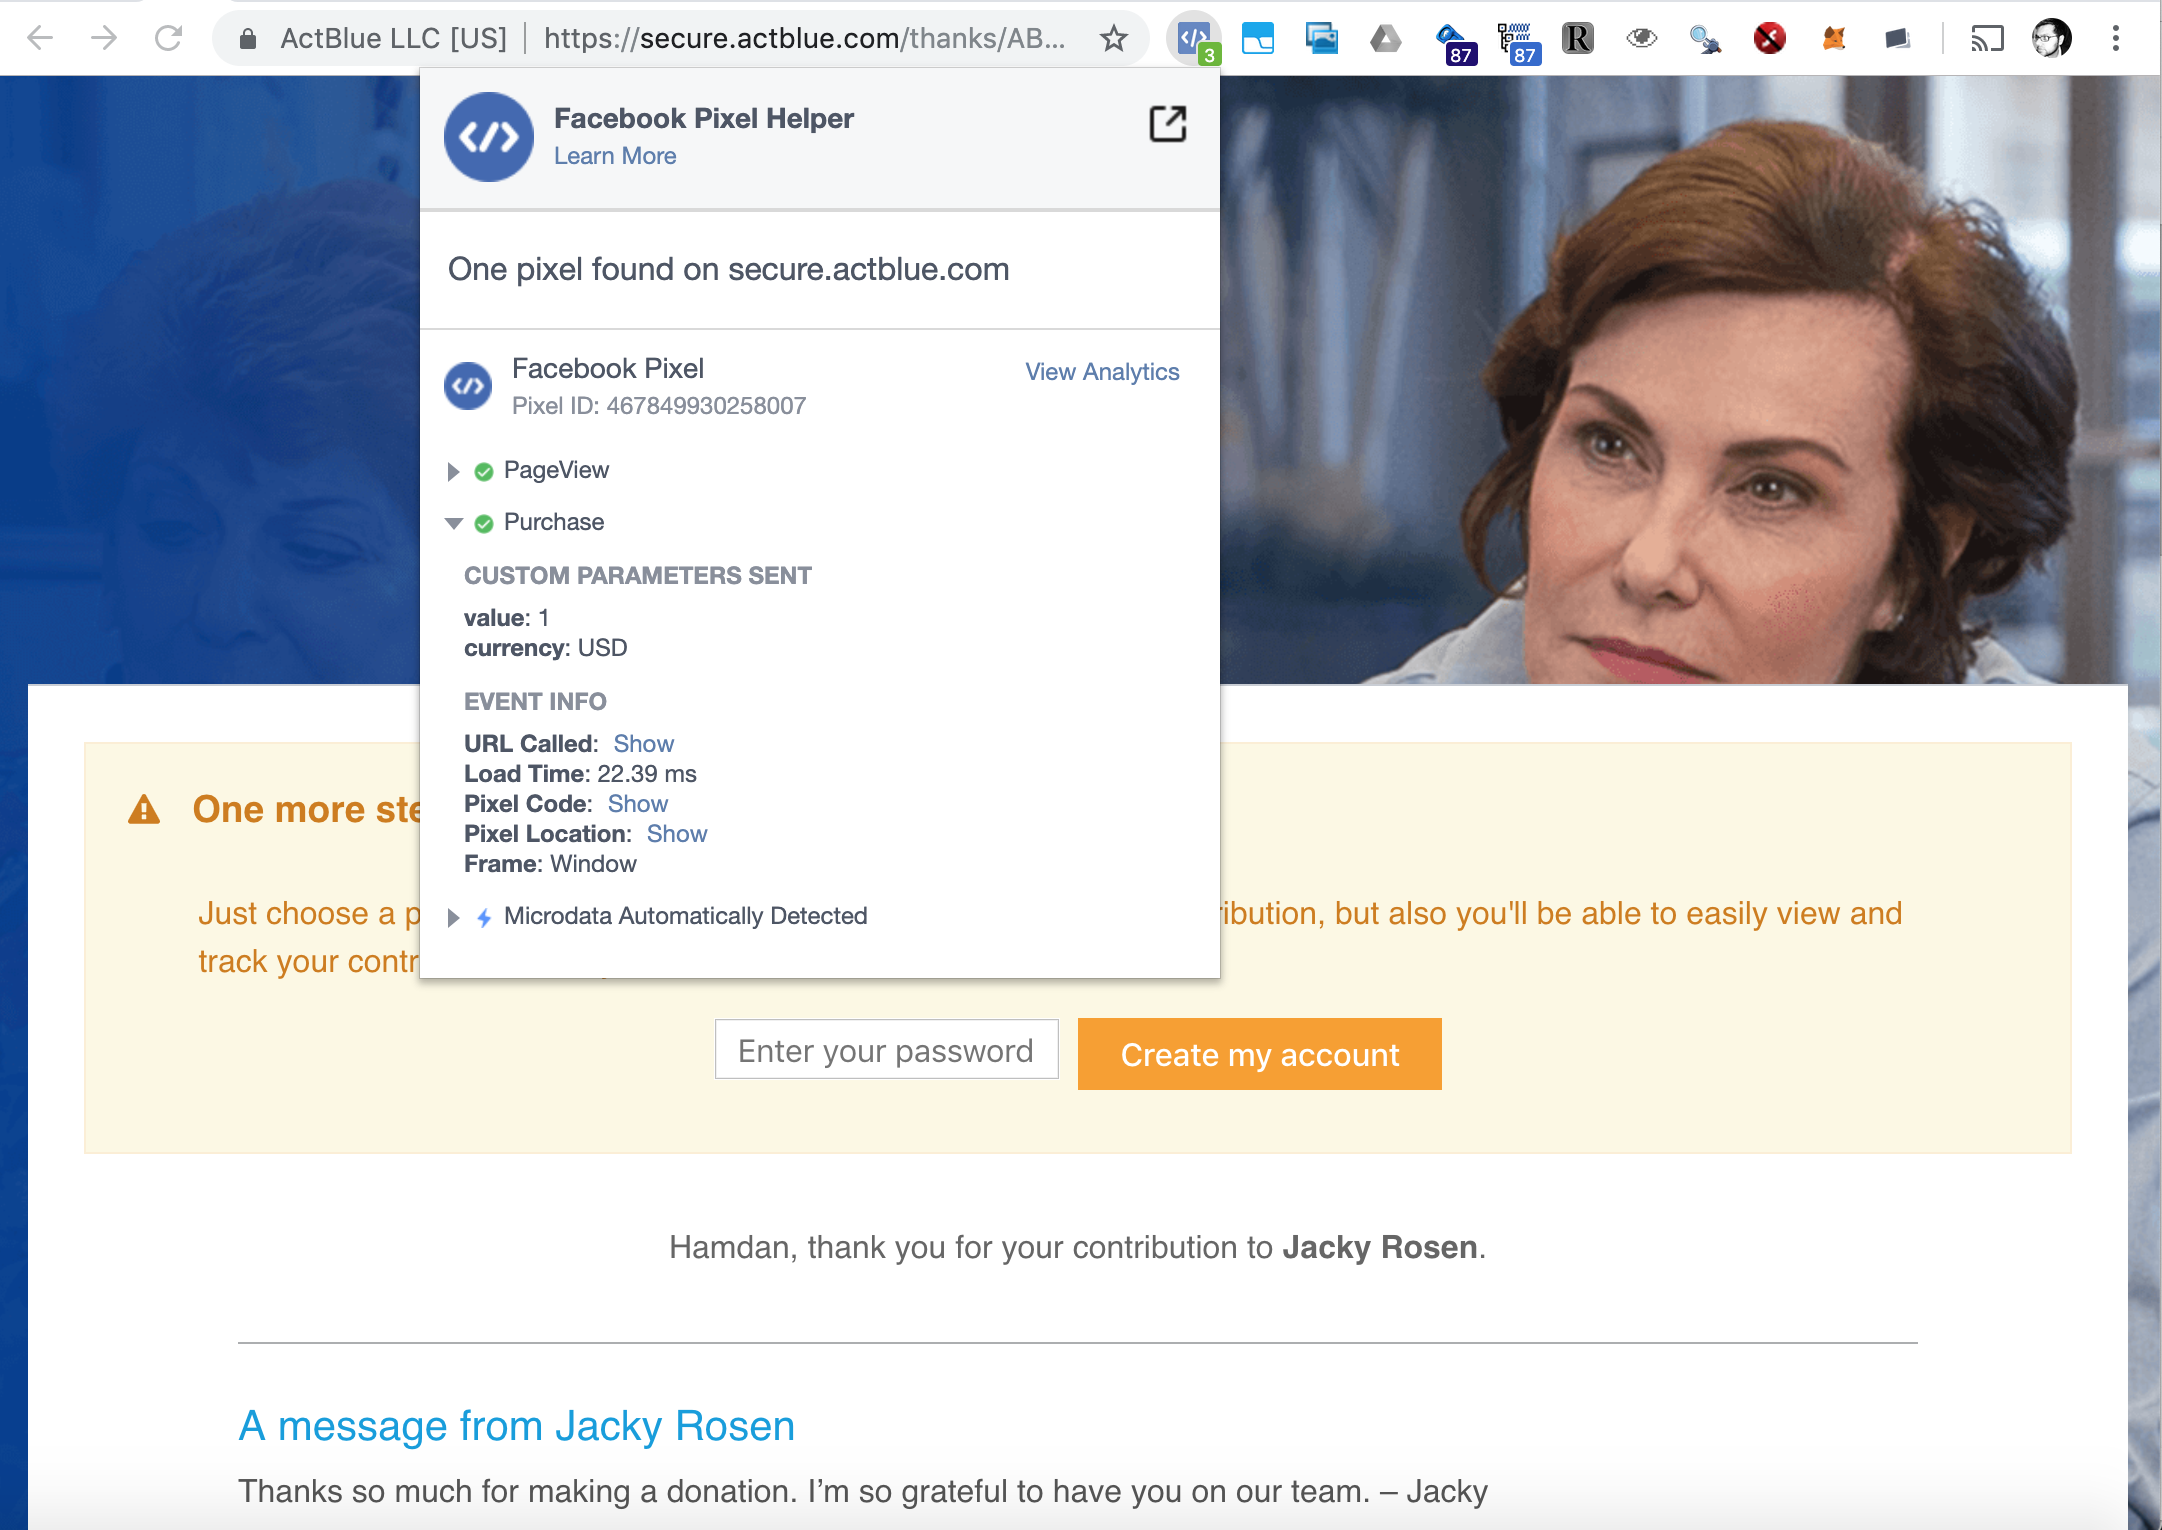 ActBlue LLC [US]
https://secure.actblue.com/thanks/AB...
3
87
87
R
Facebook Pixel Helper
Learn More
One pixel found on secure.actblue.com
Facebook Pixel
View Analytics
Pixel ID: 467849930258007
PageView
Purchase
CUSTOM PARAMETERS SENT
value: 1
currency: USD
EVENT INFO
URL Called: Show
Load Time: 22.39 ms
Pixel Code: Show
Pixel Location: Show
Frame: Window
Microdata Automatically Detected
One more ste
Just choose a p
ibution, but also you'll be able to easily view and
track your contr
Enter your password
Create my account
Hamdan, thank you for your contribution to Jacky Rosen.
A message from Jacky Rosen
Thanks so much for making a donation. I’m so grateful to have you on our team. – Jacky